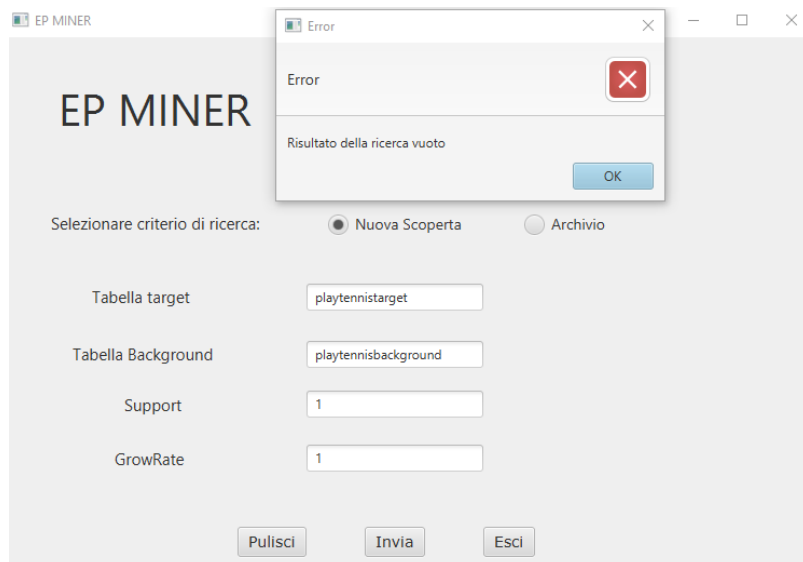 EP MINER
Error
Error
EP MINER
Risultato della ricerca vuoto
OK
Selezionare criterio di ricerca:
Nuova Scoperta
Archivio
Tabella target
playtennistarget
Tabella Background
playtennisbackground
Support
1
GrowRate
1
Pulisci
Invia
Esci